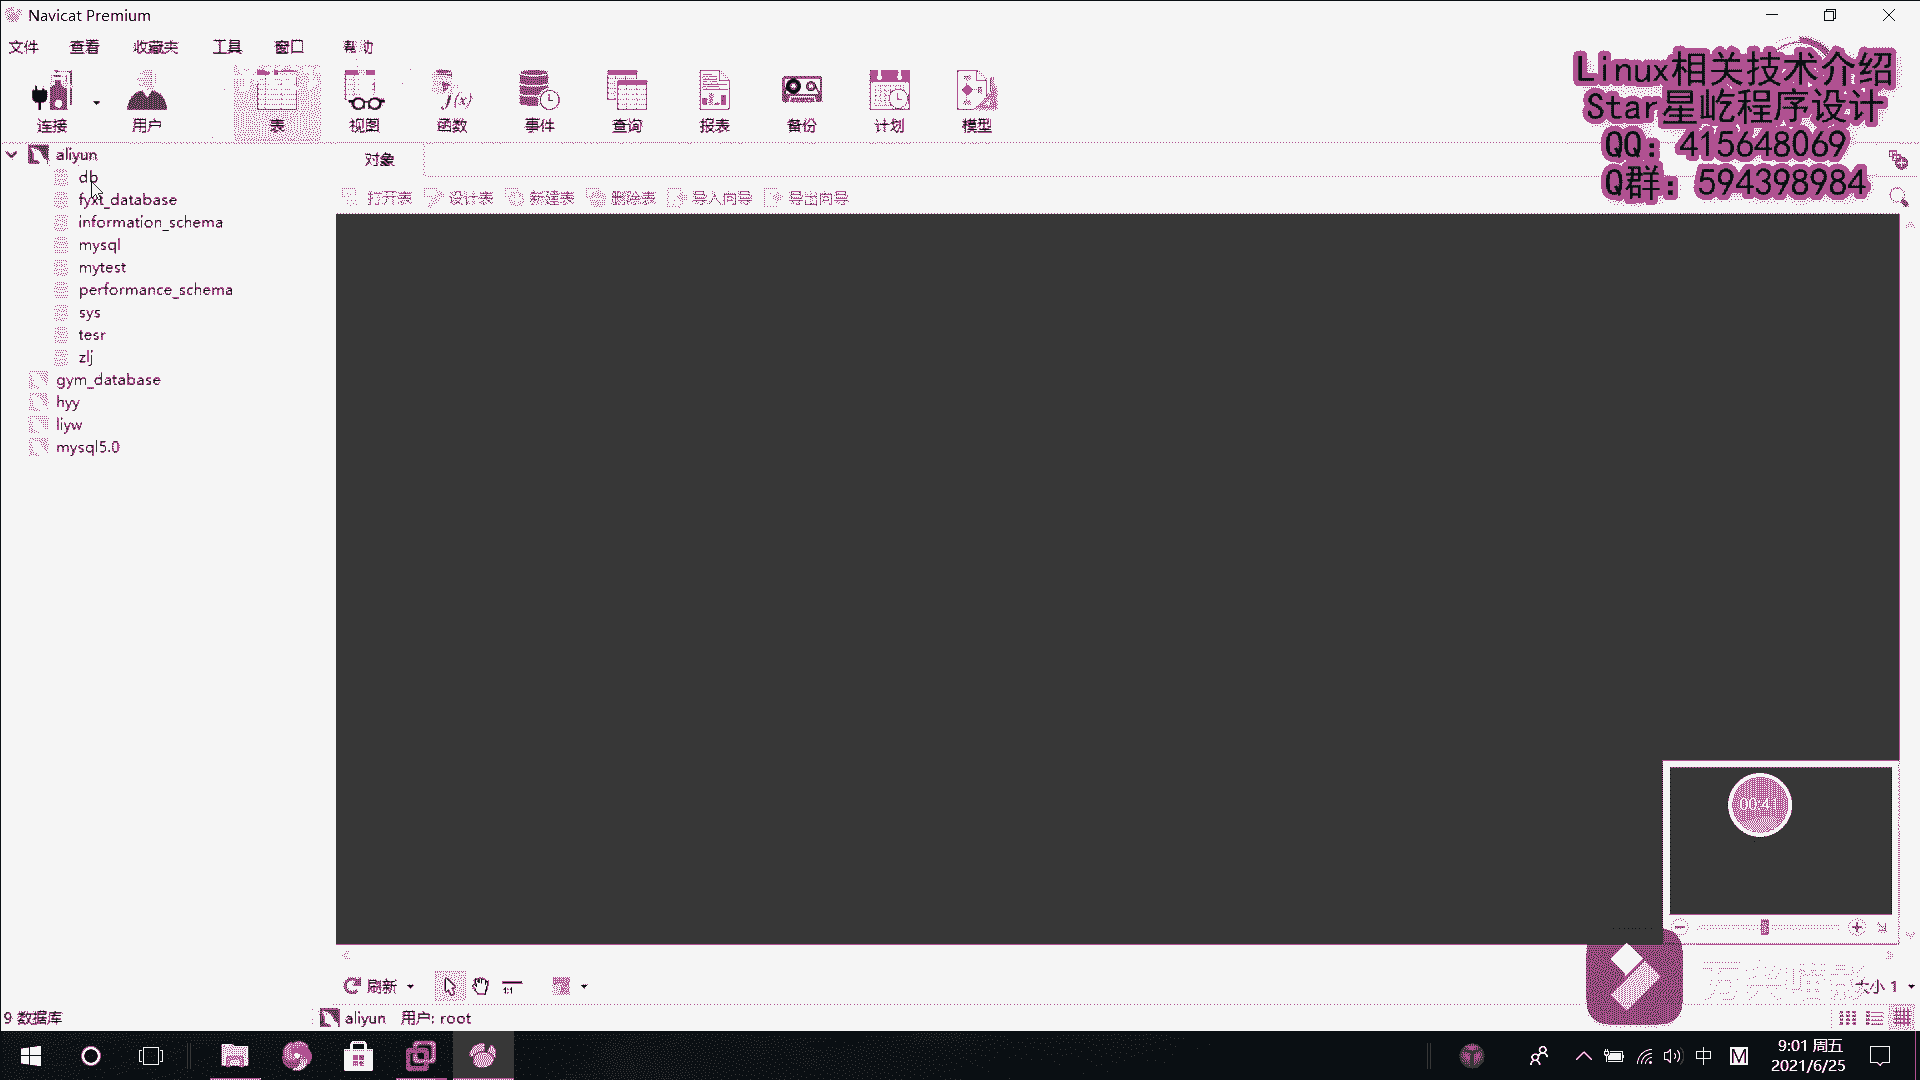 Navicat Premium
文件 查看 收藏夹 工具 窗口 帮助
连接 用户 表 视图 函数 事件 查询 报表 备份 计划 模型
f(x)
Linux相关技术介绍
Star星屹程序设计
QQ：415648069
Q群：594398984
对象
打开表 设计表 新建表 删除表 导入向导 导出向导
aliyun
db
fyxt_database
information_schema
mysql
mytest
performance_schema
sys
tesr
zlj
gym_database
hyy
liyw
mysql5.0
00:41
万兴喵影
刷新
1:1
大小 1
9 数据库
aliyun 用户: root
中
M
9:01 周五
2021/6/25